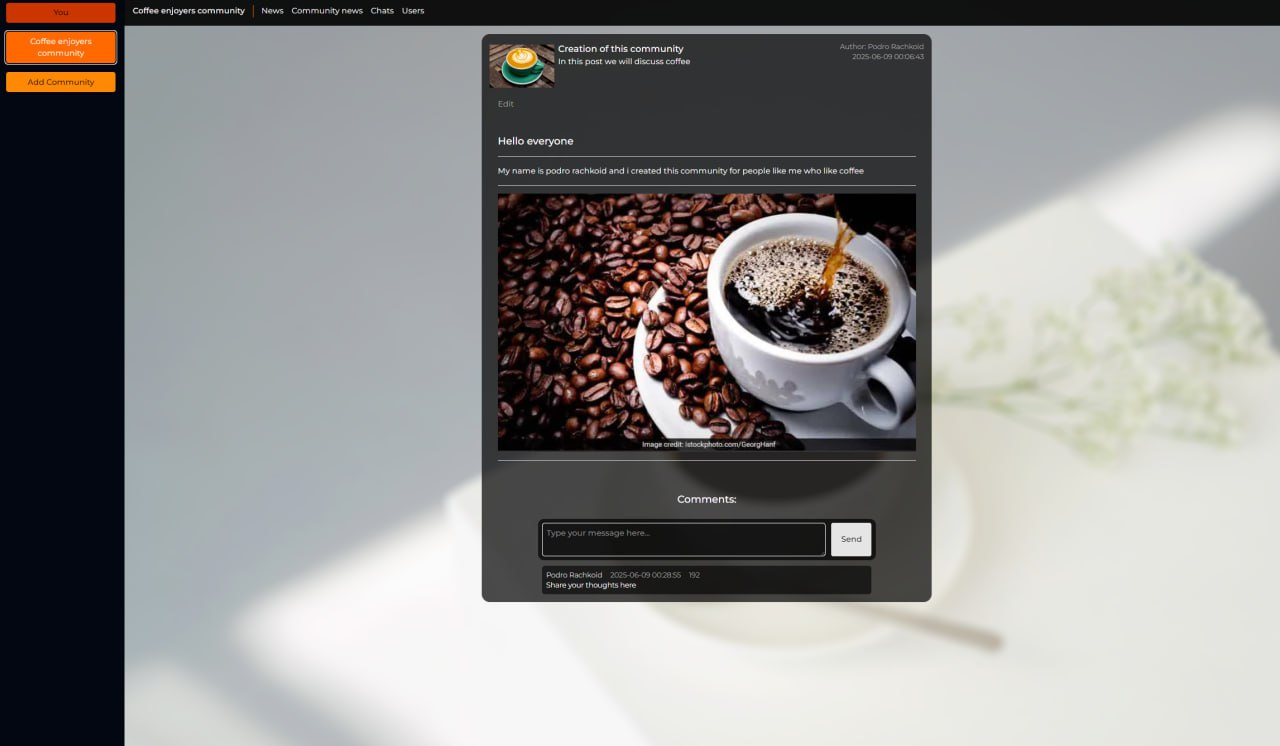 You
Coffee enjoyers
community
Add Community
Coffee enjoyers community
News
Community news
Chats
Users
Creation of this community
In this post we will discuss coffee
Author: Podro Rachkoid
2025-06-09 00:06:43
Edit
Hello everyone
My name is podro rachkoid and i created this community for people like me who like coffee
Image credit: istockphoto.com/GeorgHanf
Comments:
Type your message here...
Send
Podro Rachkoid 2025-06-09 00:28:55 192
Share your thoughts here